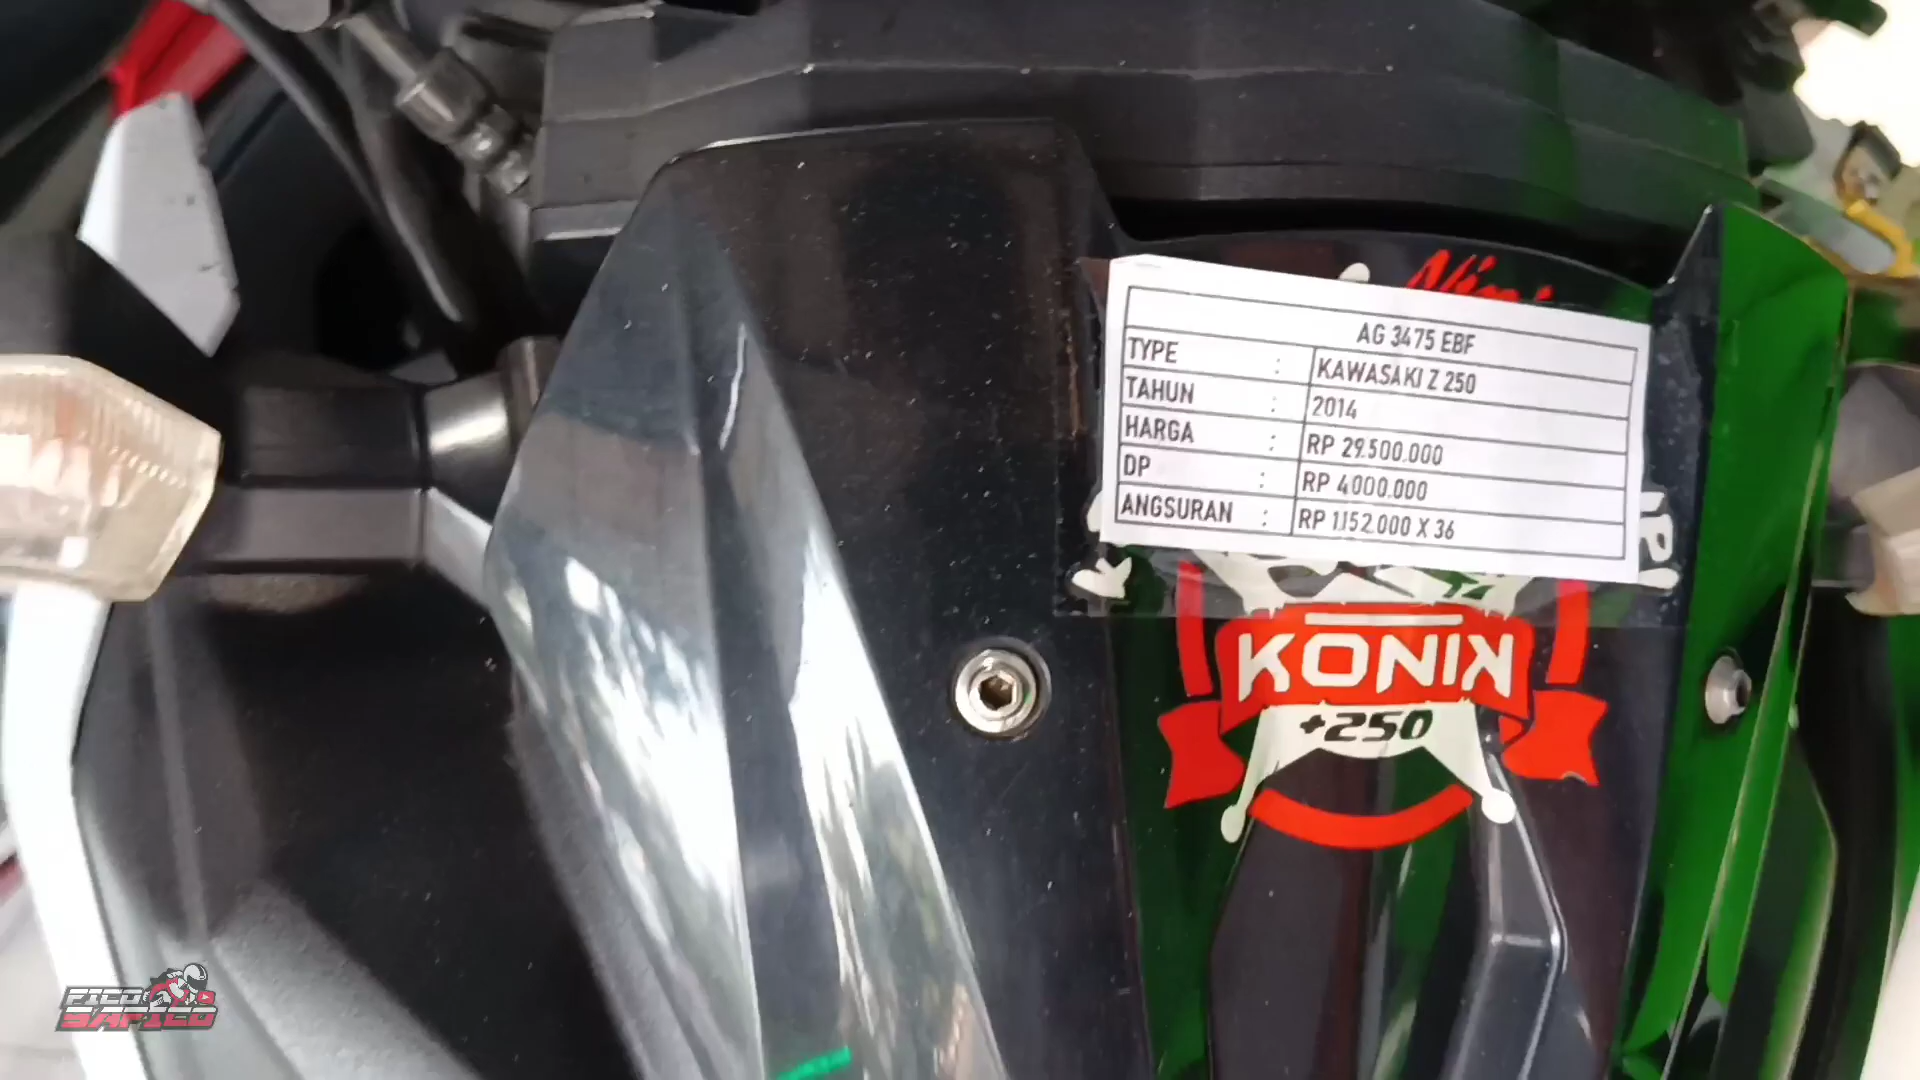 AG 3475 EBF
TYPE : KAWASAKI Z 250
TAHUN : 2014
HARGA : RP 29.500.000
DP : RP 4000.000
ANGSURAN : RP 1.152.000 X 36
KONIK
+250